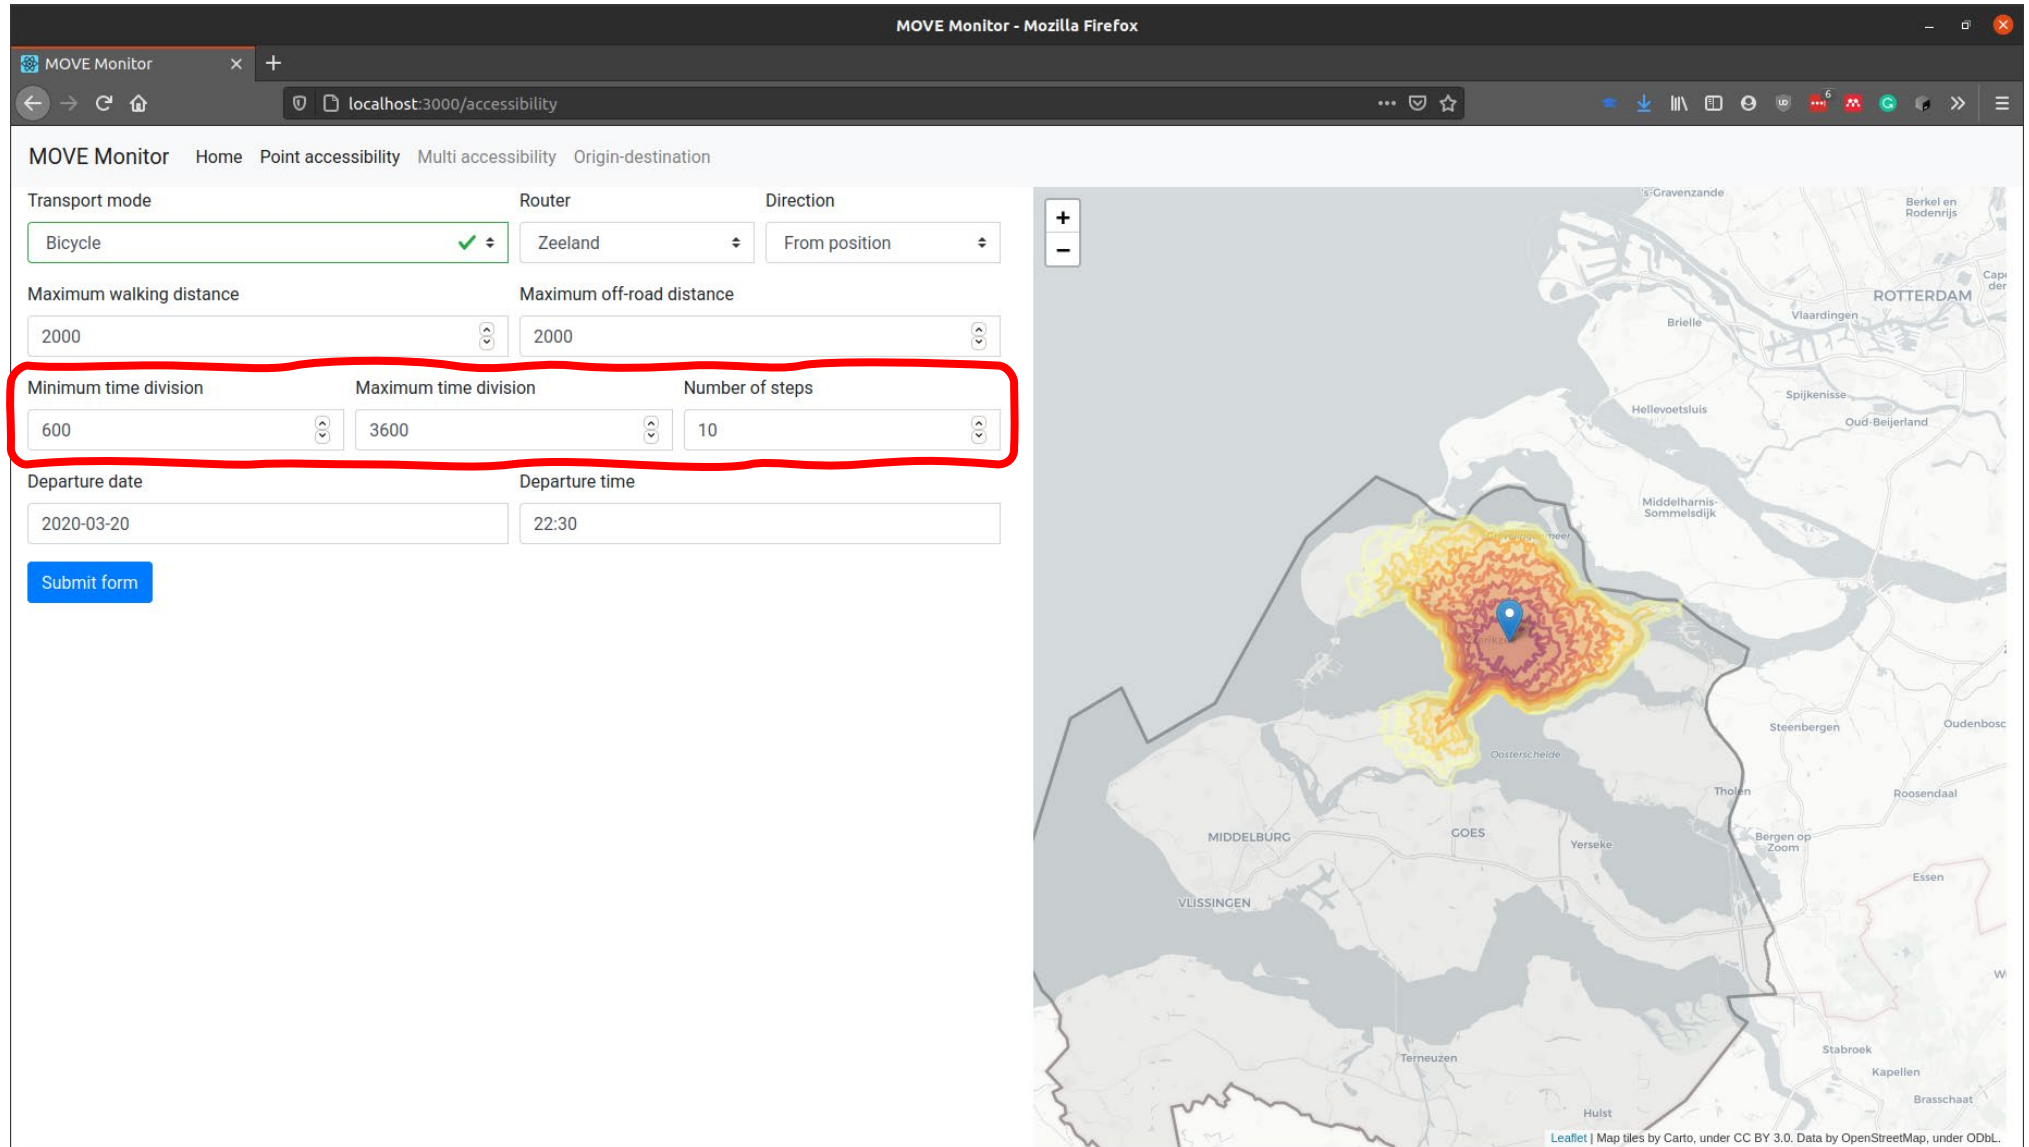 MOVE Monitor - Mozilla Firefox
MOVE Monitor
localhost:3000/accessibility
6
MOVE Monitor Home Point accessibility Multi accessibility Origin-destination
Transport mode Router Direction
Bicycle Zeeland From position
Maximum walking distance Maximum off-road distance
2000 2000
Minimum time division Maximum time division Number of steps
600 3600 10
Departure date Departure time
2020-03-20 22:30
Submit form
+
−
's-Gravenzande
Berkel en
Rodenrijs
ROTTERDAM
Vlaardingen
Brielle
Spijkenisse
Hellevoetsluis
Oud-Beijerland
Middelharnis-
Sommelsdijk
Steenbergen
Oosterschelde
Tholen
Roosendaal
MIDDELBURG
GOES
Yerseke
Bergen op
Zoom
Essen
VLISSINGEN
Stabroek
Terneuzen
Kapellen
Brasschaat
Hulst
Leaflet | Map tiles by Carto, under CC BY 3.0. Data by OpenStreetMap, under ODbL.